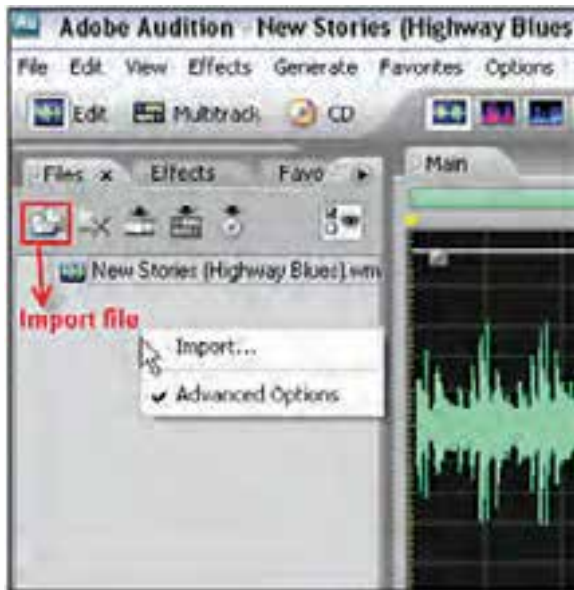 Adobe Audition - New Stories (Highway Blues
File Edit View Effects Generate Favorites Options
Edit Multitrack CD
Files x Effects Favo
Main
New Stories (Highway Blues).wm
Import file
Import...
Advanced Options